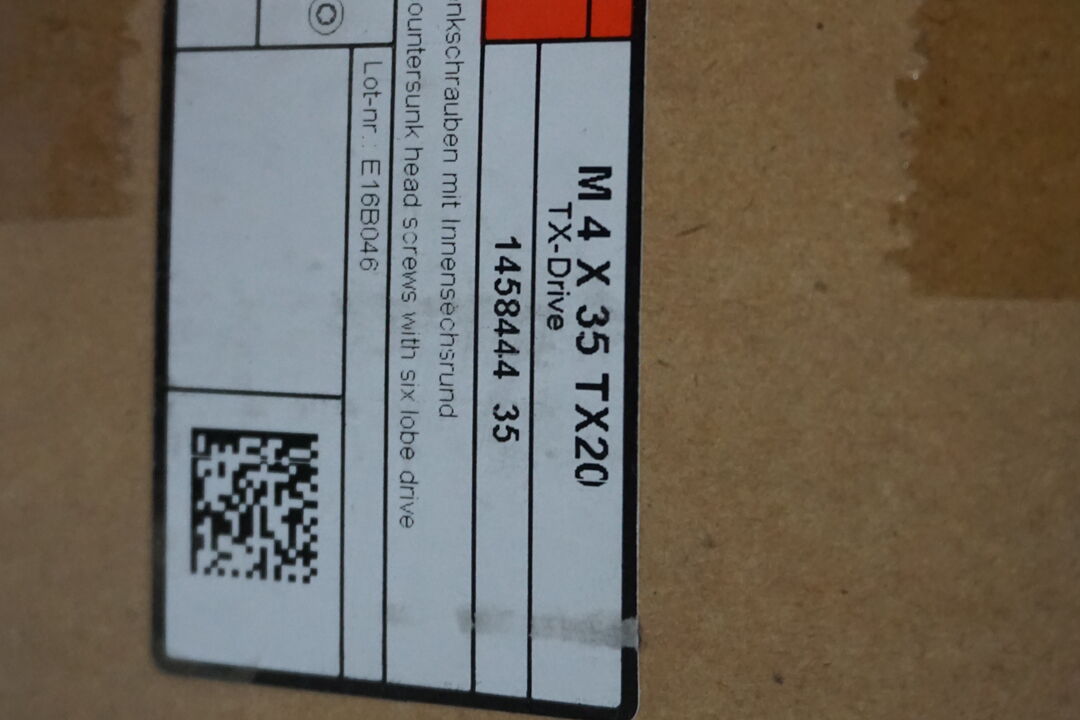 M 4 X 35 TX20
TX-Drive
1458444 35
enkschrauben mit Innensechsrund
ountersunk head screws with six lobe drive
Lot-nr.: E16B046